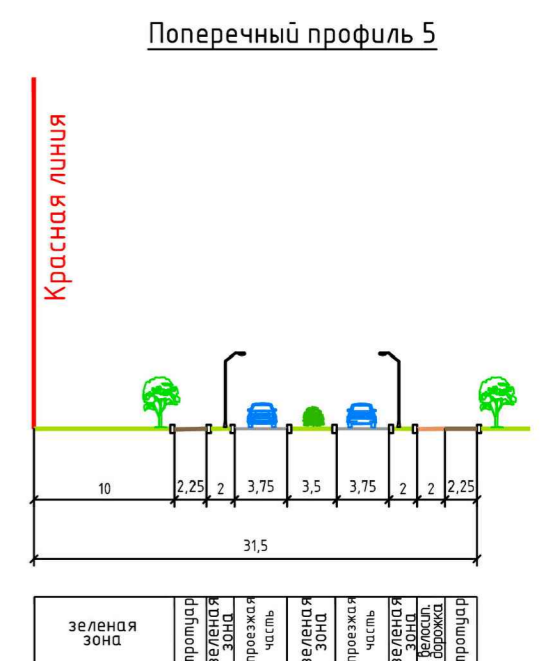 Поперечный профиль 5
Красная линия
10 2,25 2 3,75 3,5 3,75 2 2 2,25
31,5
зеленая
зона
тротуар
зеленая
зона
проезжая
часть
зеленая
зона
проезжая
часть
зеленая
зона
велосип.
дорожка
тротуар